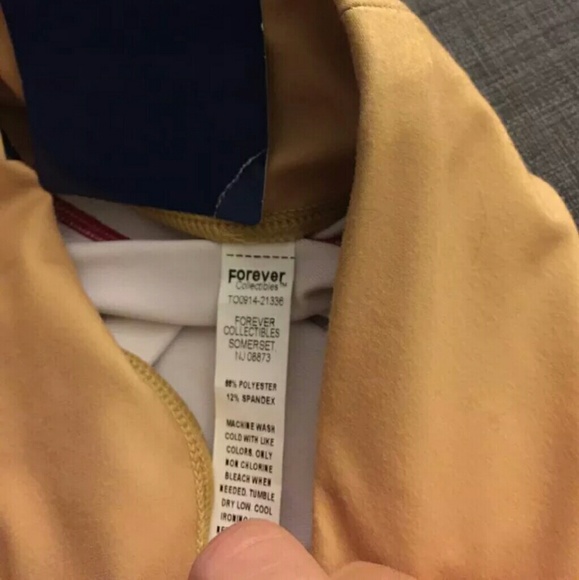 Forever
Collectibles™
TO0914-21336
FOREVER
COLLECTIBLES
SOMERSET,
NJ 08873
88% POLYESTER
12% SPANDEX
MACHINE WASH
COLD WITH LIKE
COLORS. ONLY
NON CHLORINE
BLEACH WHEN
NEEDED. TUMBLE
DRY LOW. COOL